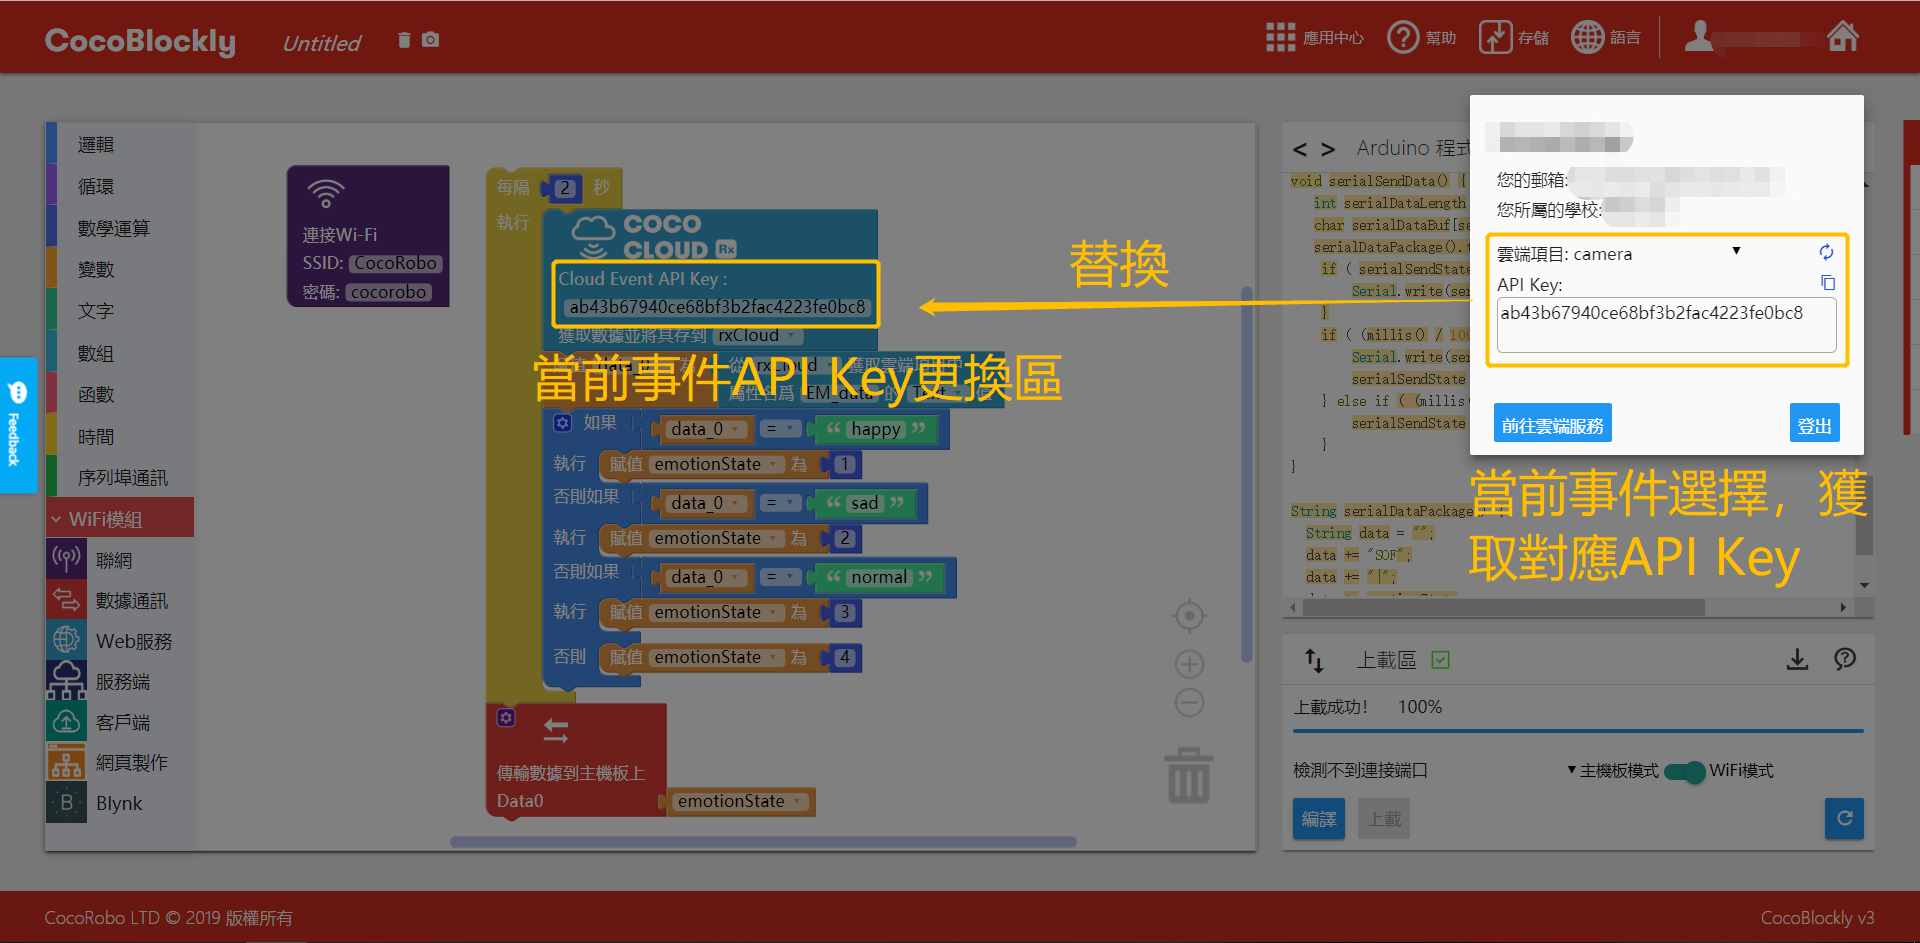 CocoBlockly
Untitled
應用中心
幫助
存儲
語言
邏輯
循環
數學運算
變數
文字
數組
函數
時間
序列埠通訊
WiFi模組
聯網
數據通訊
Web服務
服務端
客戶端
網頁製作
Blynk
Feedback
連接Wi-Fi
SSID: CocoRobo
密碼: cocorobo
每隔 2 秒
執行
COCO
CLOUD Rx
Cloud Event API Key :
ab43b67940ce68bf3b2fac4223fe0bc8
獲取數據並將其存到 rxCloud
替換
當前事件API Key更換區
如果 data_0 = “ happy ”
執行 賦值 emotionState 為 1
否則如果 data_0 = “ sad ”
執行 賦值 emotionState 為 2
否則如果 data_0 = “ normal ”
執行 賦值 emotionState 為 3
否則 賦值 emotionState 為 4
傳輸數據到主機板上
Data0 emotionState
< > Arduino 程式
void serialSendData() {
int serialDataLength
char serialDataBuf[se
serialDataPackage().t
if ( serialSendState
Serial.write(ser
}
if ( (millis() / 100
Serial.write(ser
serialSendState
} else if ( (millis(
serialSendState
}
}
String serialDataPackage() {
String data = "";
data += "SOF";
data += "|";
您的郵箱:
您所屬的學校:
雲端項目: camera
API Key:
ab43b67940ce68bf3b2fac4223fe0bc8
前往雲端服務
登出
當前事件選擇，獲
取對應API Key
上載區
上載成功! 100%
檢測不到連接端口
主機板模式
WiFi模式
編譯
上載
CocoRobo LTD © 2019 版權所有
CocoBlockly v3